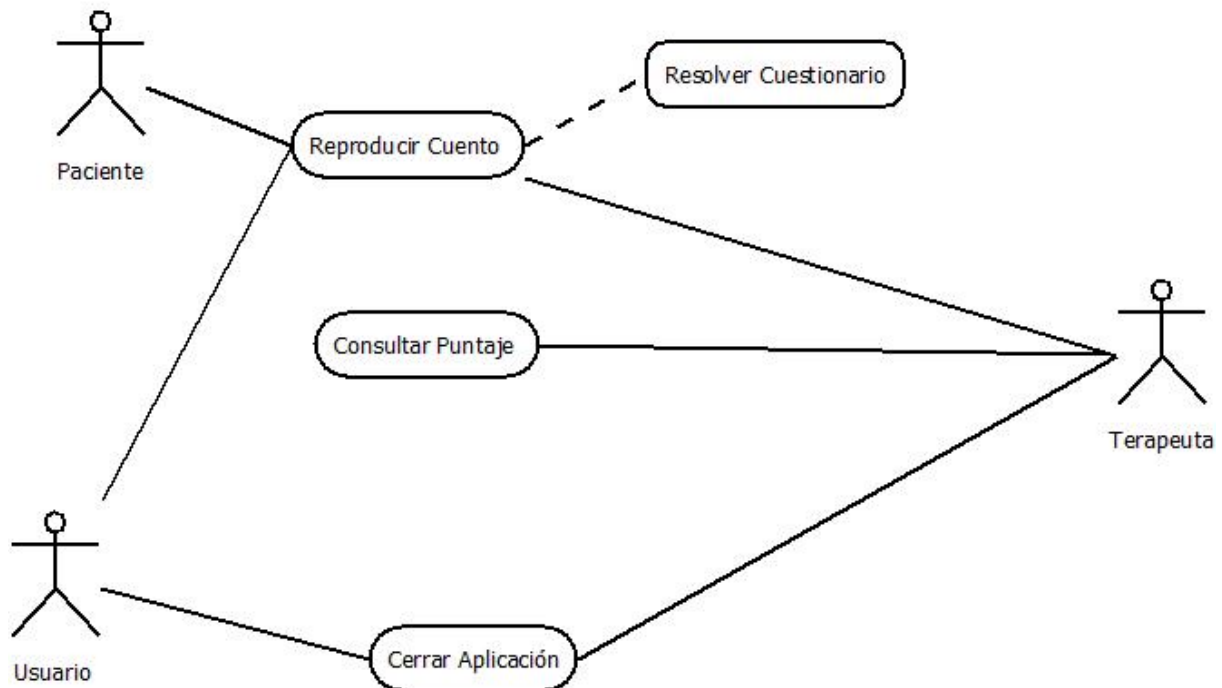 Resolver Cuestionario
Reproducir Cuento
Paciente
Consultar Puntaje
Terapeuta
Cerrar Aplicación
Usuario